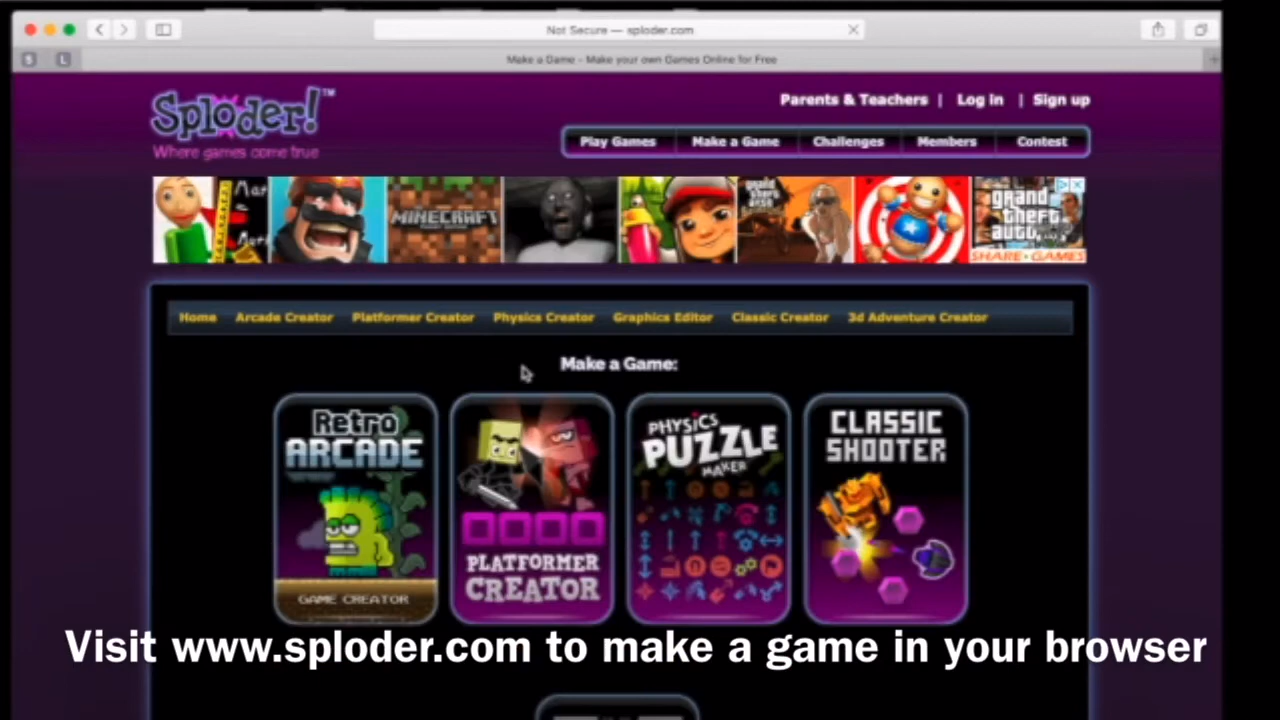 Not Secure — sploder.com
S
L
Make a Game - Make your own Games Online for Free
Sploder!™
Where games come true
Parents & Teachers | Log in | Sign up
Play Games
Make a Game
Challenges
Members
Contest
MINECRAFT
grand theft auto
SHARE-GAMES
Home
Arcade Creator
Platformer Creator
Physics Creator
Graphics Editor
Classic Creator
3d Adventure Creator
Make a Game:
Retro
ARCADE
GAME CREATOR
PLATFORMER
CREATOR
PHYSICS
PUZZLE
MAKER
CLASSIC
SHOOTER
Visit www.sploder.com to make a game in your browser